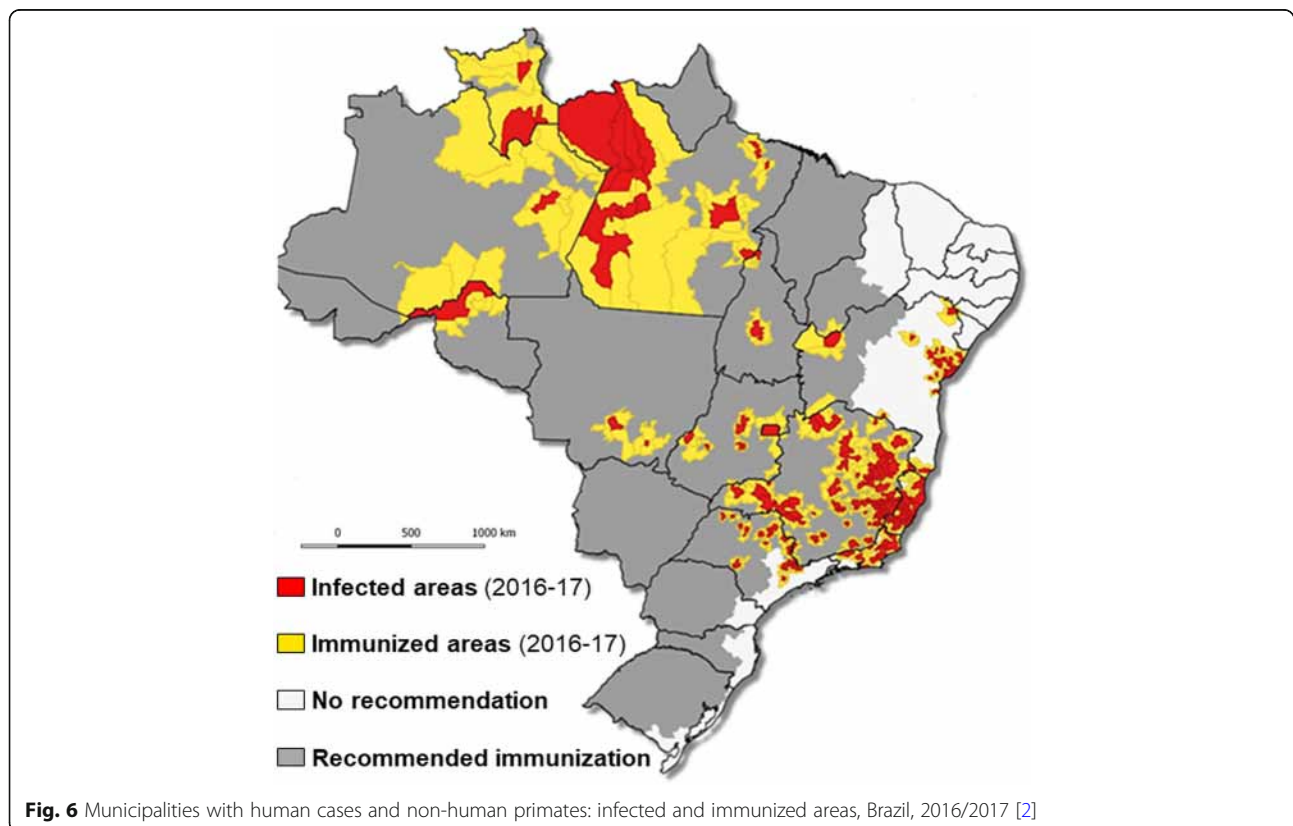 0 500 1000 km
Infected areas (2016-17)
Immunized areas (2016-17)
No recommendation
Recommended immunization
Fig. 6 Municipalities with human cases and non-human primates: infected and immunized areas, Brazil, 2016/2017 [2]